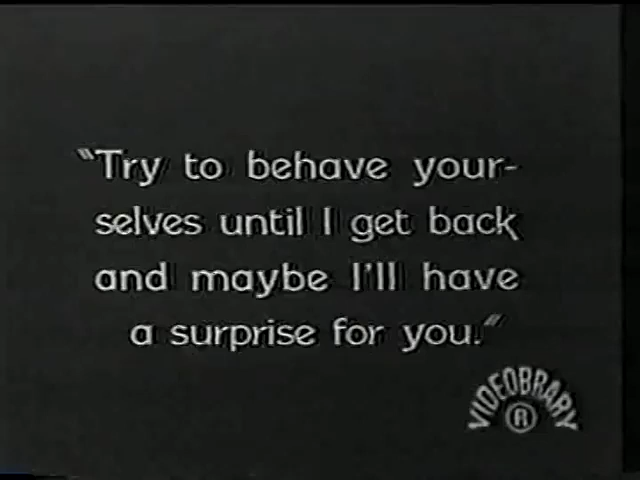 "Try to behave your-
selves until I get back
and maybe I'll have
a surprise for you."
VIDEOBRARY
®